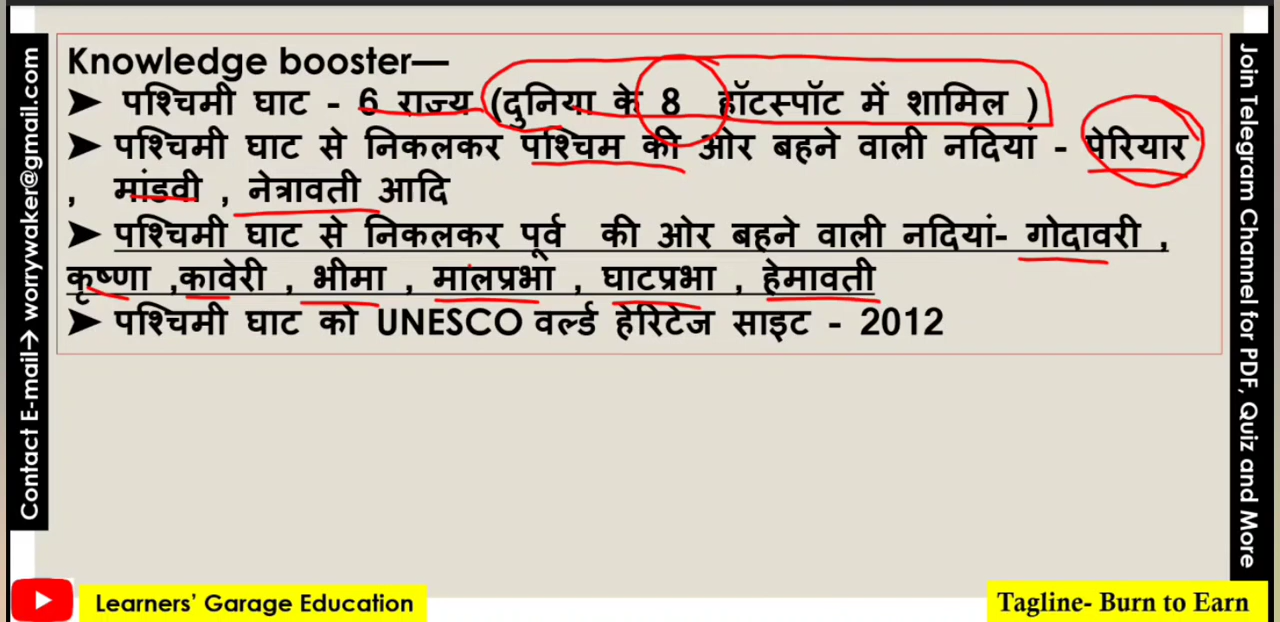 Knowledge booster—
➤ पश्चिमी घाट - 6 राज्य (दुनिया के 8 हॉटस्पॉट में शामिल )
➤ पश्चिमी घाट से निकलकर पश्चिम की ओर बहने वाली नदियां - पेरियार
, मांडवी , नेत्रावती आदि
➤ पश्चिमी घाट से निकलकर पूर्व की ओर बहने वाली नदियां- गोदावरी ,
कृष्णा ,कावेरी , भीमा , मालप्रभा , घाटप्रभा , हेमावती
➤ पश्चिमी घाट को UNESCO वर्ल्ड हेरिटेज साइट - 2012
Contact E-mail→ worrywaker@gmail.com
Join Telegram Channel for PDF, Quiz and More
Learners' Garage Education
Tagline- Burn to Earn